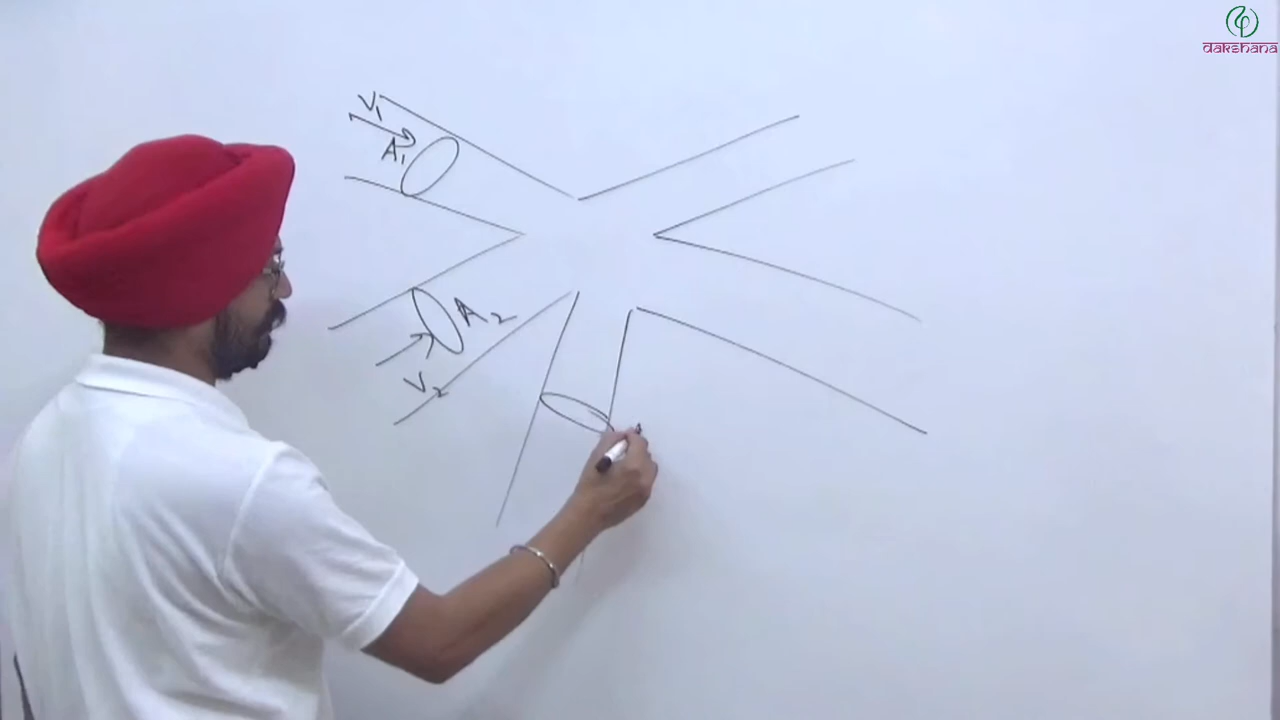 dakshana
V₁
A₁
A₂
V₂